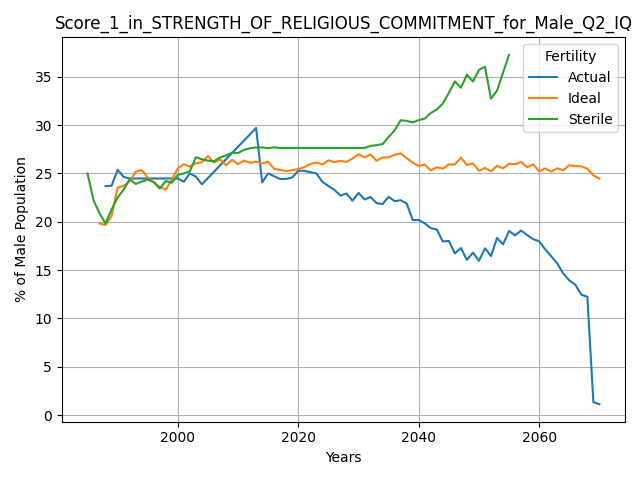 Score_1_in_STRENGTH_OF_RELIGIOUS_COMMITMENT_for_Male_Q2_IQ
Fertility
Actual
Ideal
Sterile
% of Male Population
35
30
25
20
15
10
5
0
2000 2020 2040 2060
Years